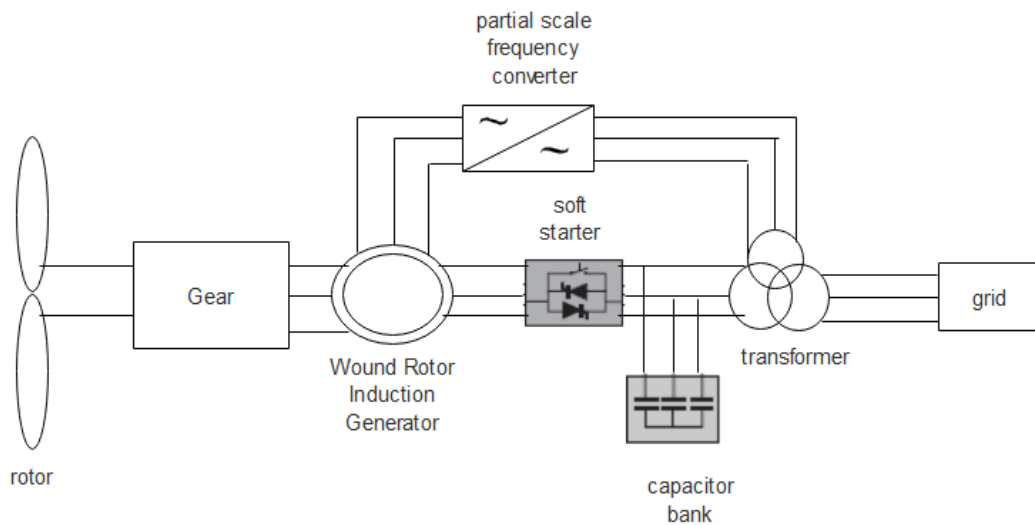 partial scale
frequency
converter
soft
starter
Gear
grid
Wound Rotor
Induction
Generator
transformer
rotor
capacitor
bank